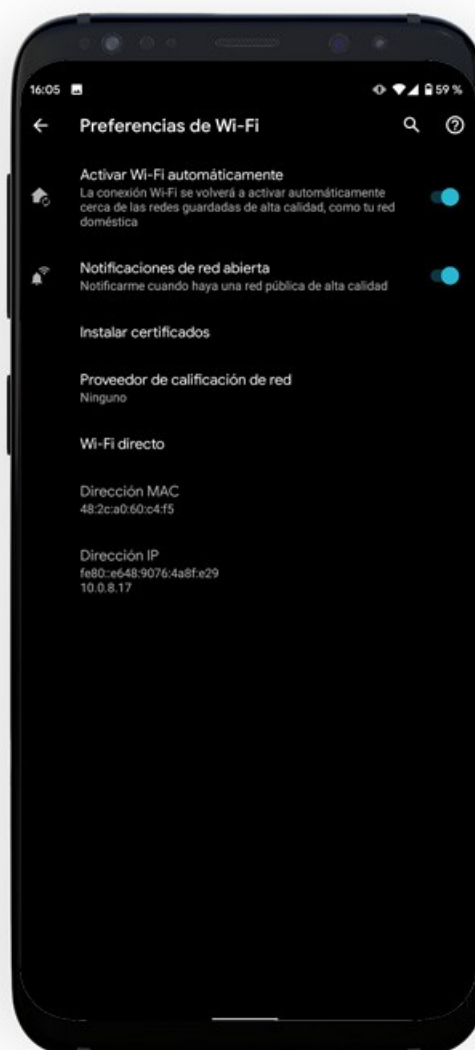 16:05
59 %
Preferencias de Wi-Fi
Activar Wi-Fi automáticamente
La conexión Wi-Fi se volverá a activar automáticamente
cerca de las redes guardadas de alta calidad, como tu red
doméstica
Notificaciones de red abierta
Notificarme cuando haya una red pública de alta calidad
Instalar certificados
Proveedor de calificación de red
Ninguno
Wi-Fi directo
Dirección MAC
48:2c:a0:60:c4:f5
Dirección IP
fe80::e648:9076:4a8f:e29
10.0.8.17